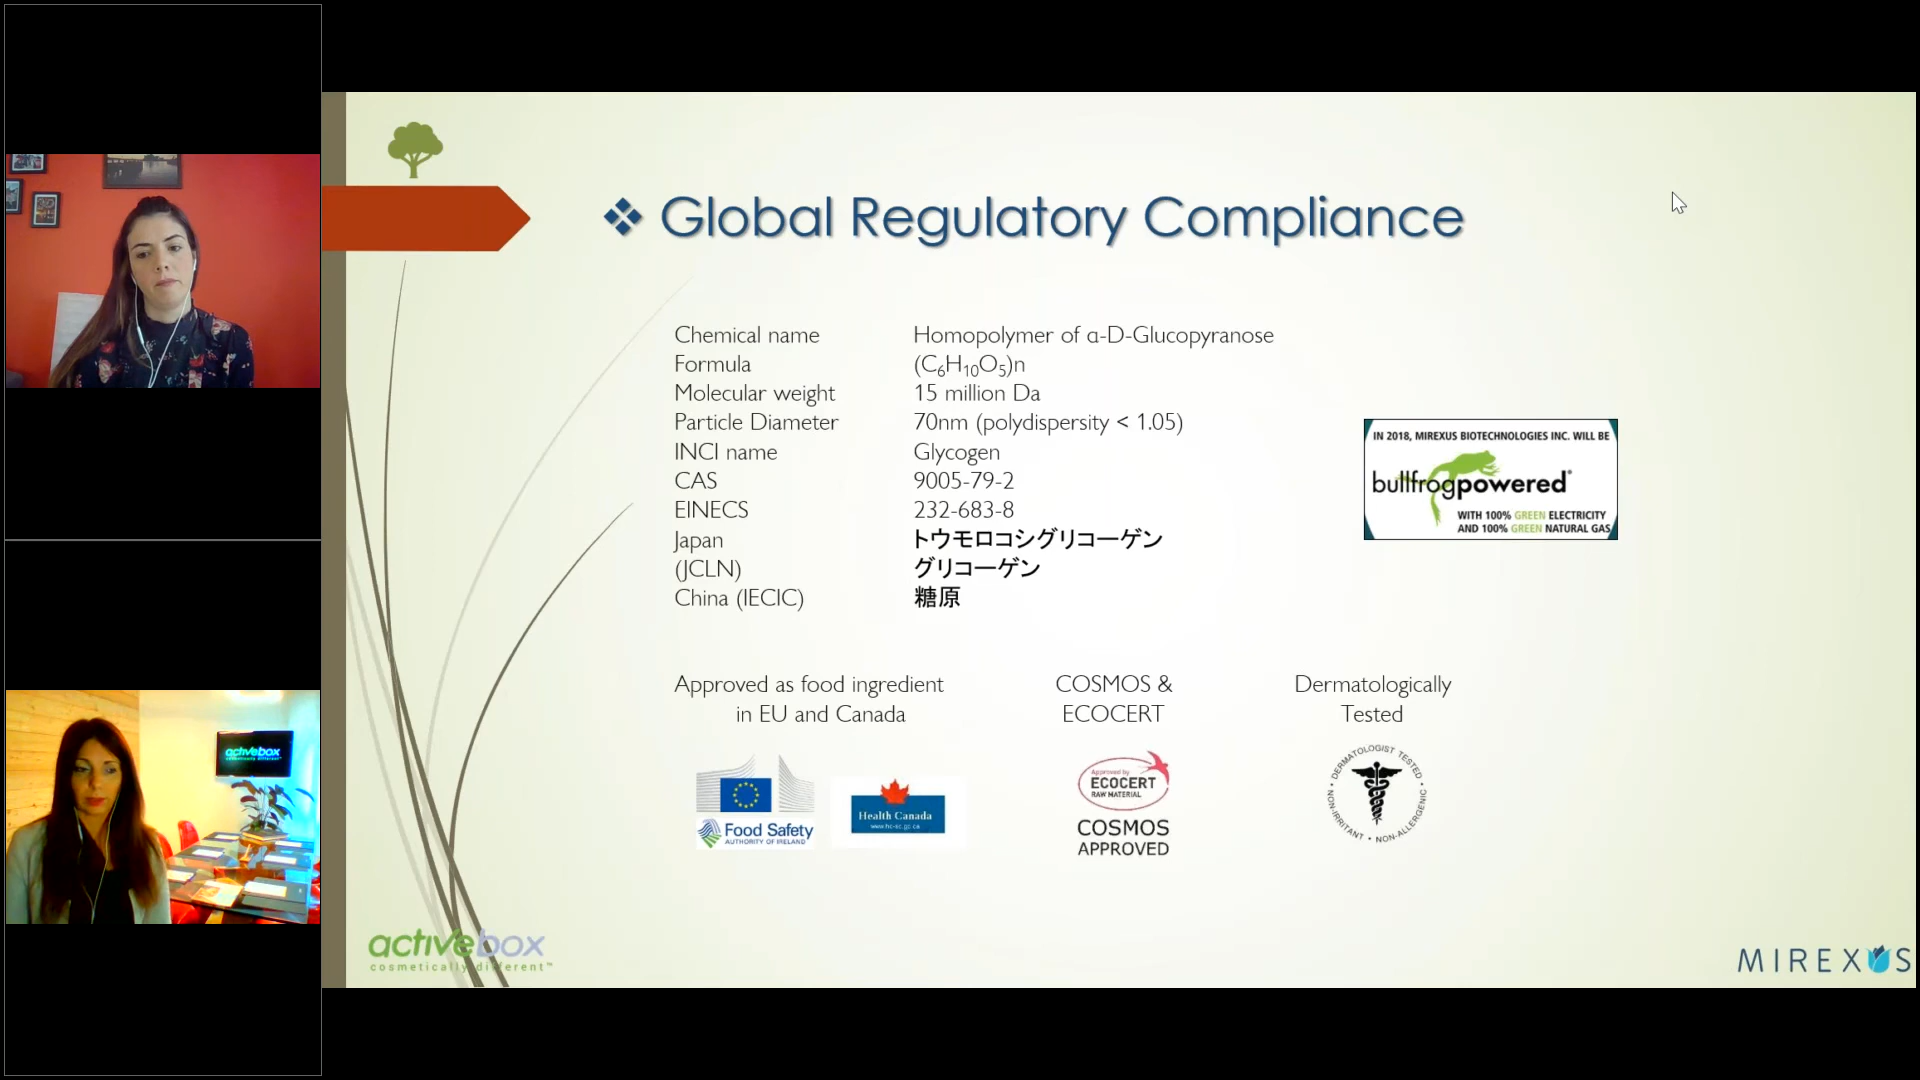 Global Regulatory Compliance
Chemical name Homopolymer of α-D-Glucopyranose
Formula (C₆H₁₀O₅)n
Molecular weight 15 million Da
Particle Diameter 70nm (polydispersity < 1.05)
INCI name Glycogen
CAS 9005-79-2
EINECS 232-683-8
Japan トウモロコシグリコーゲン
(JCLN) グリコーゲン
China (IECIC) 糖原
IN 2018, MIREXUS BIOTECHNOLOGIES INC. WILL BE
bullfrogpowered®
WITH 100% GREEN ELECTRICITY
AND 100% GREEN NATURAL GAS
Approved as food ingredient
in EU and Canada
COSMOS &
ECOCERT
Dermatologically
Tested
Food Safety
AUTHORITY OF IRELAND
Health Canada
www.hc-sc.gc.ca
Approved by
ECOCERT
RAW MATERIAL
COSMOS
APPROVED
DERMATOLOGIST TESTED • NON-ALLERGENIC • NON-IRRITANT •
activebox
cosmetically different™
MIREXUS
activebox
cosmetically different™